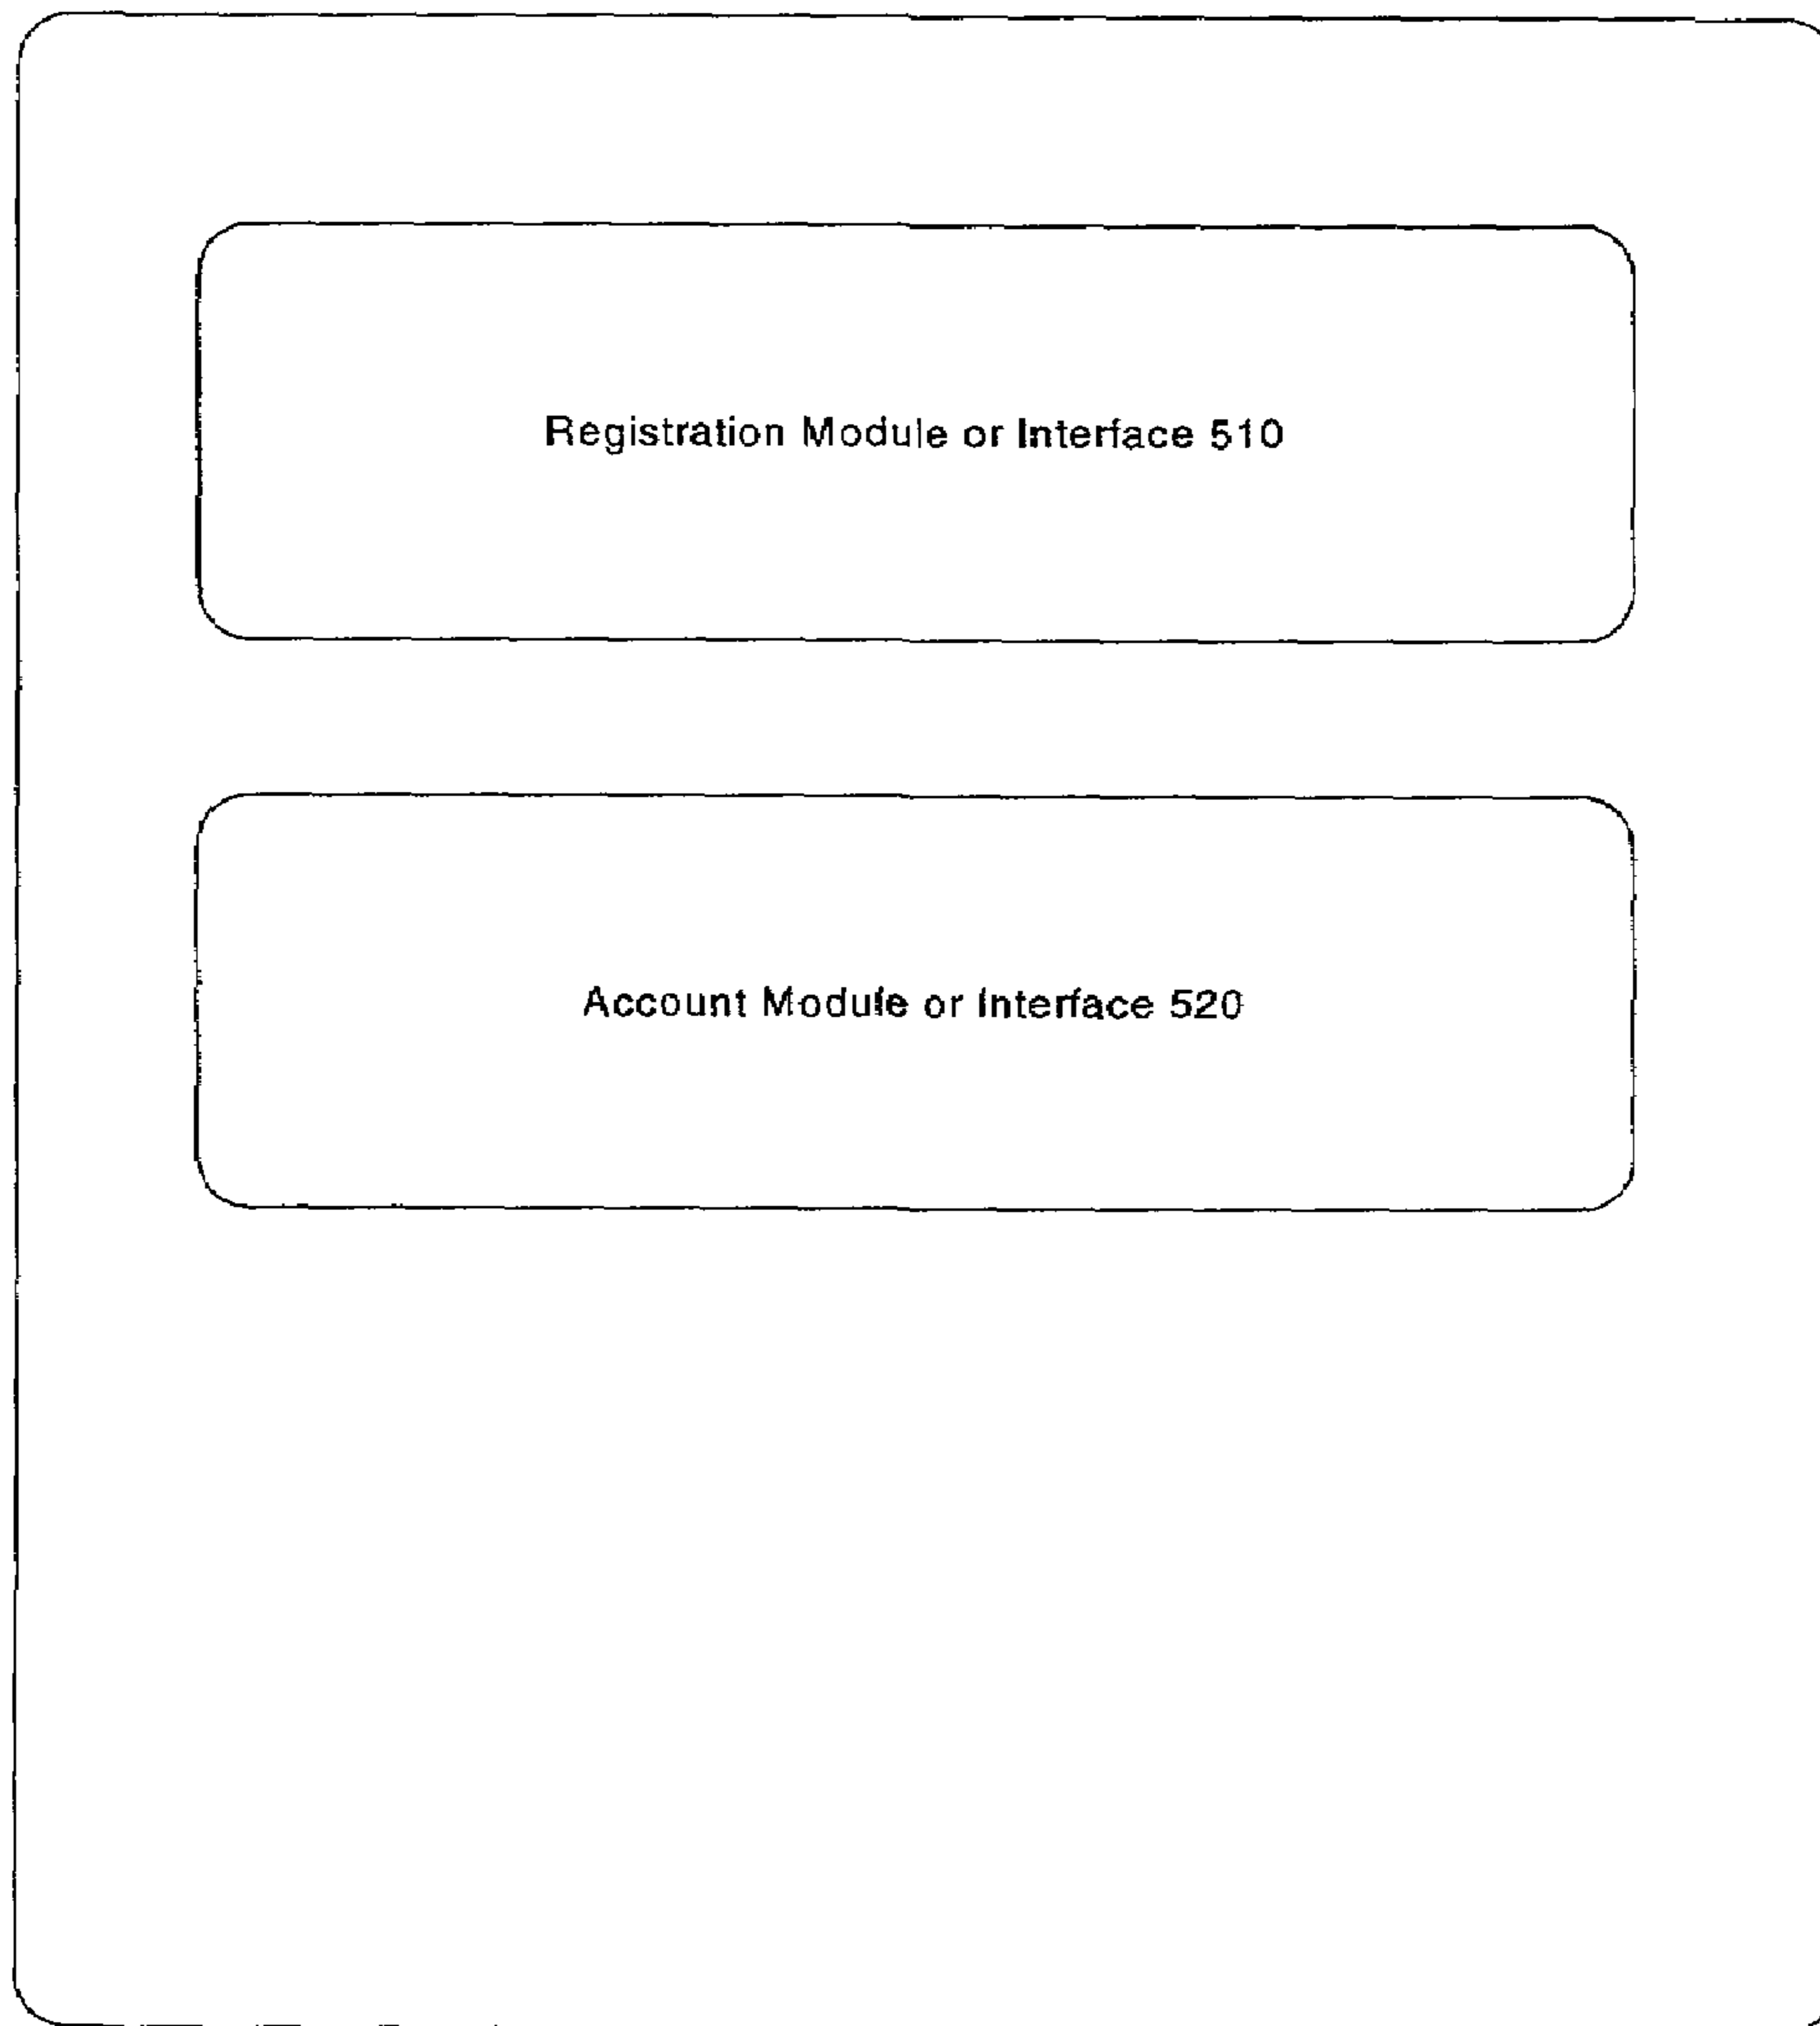 Registration Module or Interface 510
Account Module or Interface 520